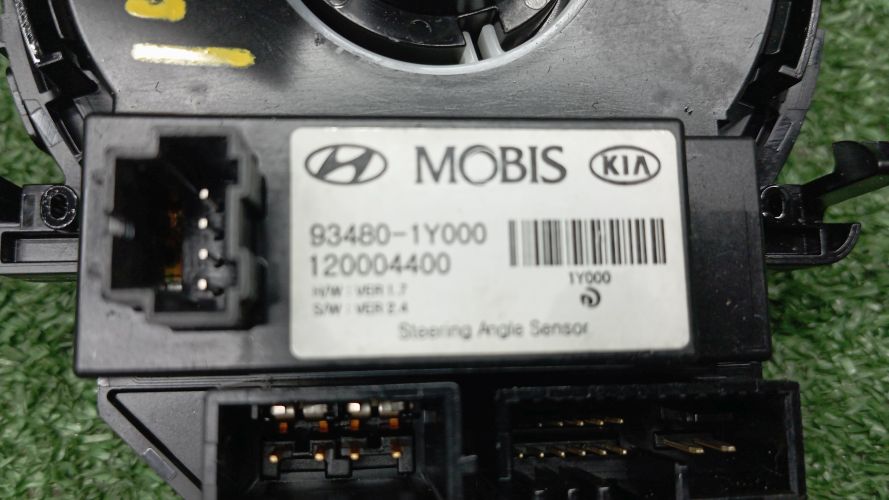 MOBIS KIA
93480-1Y000
120004400
1Y000
H/W : VER 1.7
S/W : VER 2.4
Steering Angle Sensor